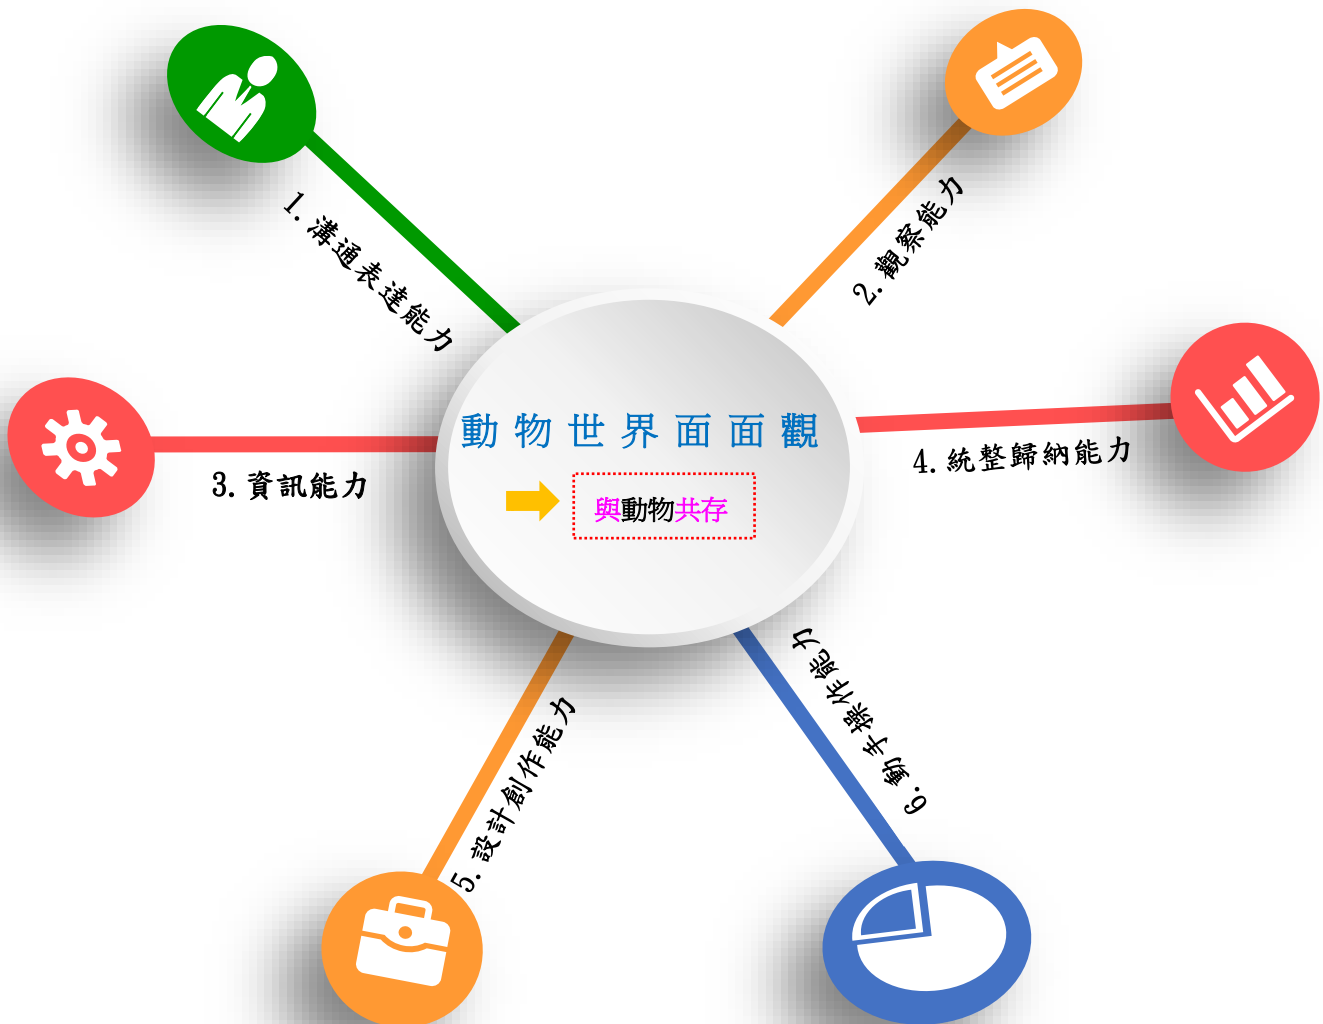 1.溝通表達能力
2.觀察能力
動物世界面面觀
與動物共存
3.資訊能力
4.統整歸納能力
5.設計創作能力
6.動手操作能力